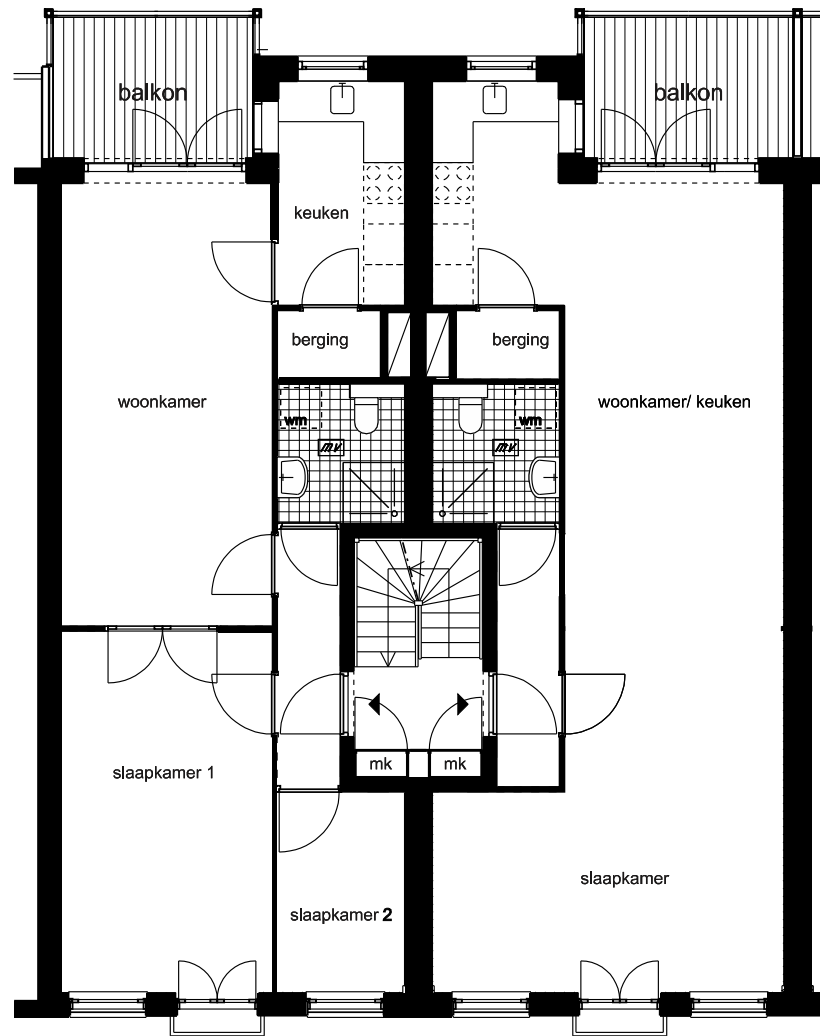 balkon
balkon
keuken
berging
berging
woonkamer
woonkamer/ keuken
wm
wm
mv
mv
mk
mk
slaapkamer 1
slaapkamer
slaapkamer 2